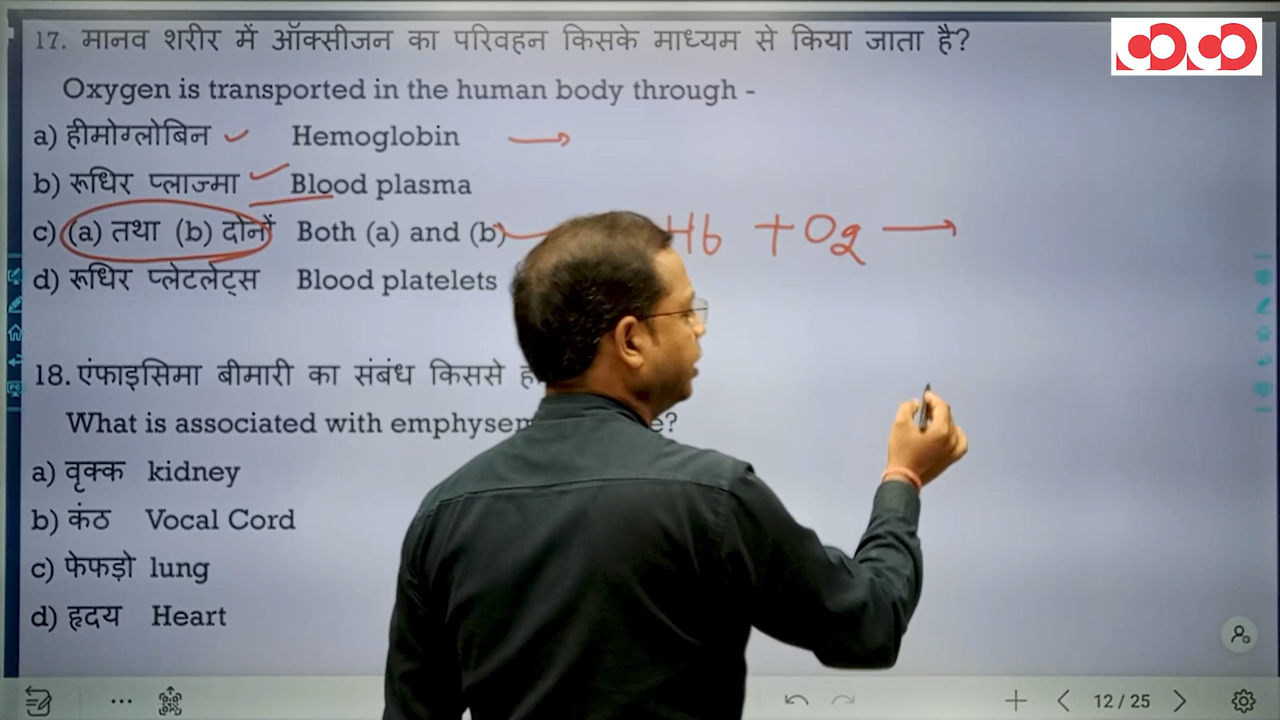 17. मानव शरीर में ऑक्सीजन का परिवहन किसके माध्यम से किया जाता है?
Oxygen is transported in the human body through -
a) हीमोग्लोबिन Hemoglobin
b) रूधिर प्लाज्मा Blood plasma
c) (a) तथा (b) दोनों Both (a) and (b)
Hb + O2
d) रूधिर प्लेटलेट्स Blood platelets
18. एंफाइसिमा बीमारी का संबंध किससे
What is associated with
a) वृक्क kidney
b) कंठ Vocal Cord
c) फेफड़ो lung
d) हृदय Heart
12 / 25